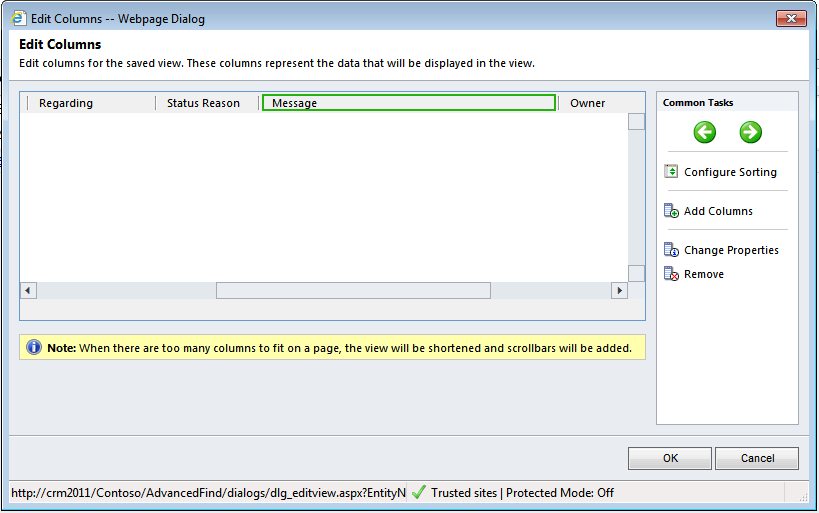 Edit Columns -- Webpage Dialog
Edit Columns
Edit columns for the saved view. These columns represent the data that will be displayed in the view.
Regarding Status Reason Message Owner
Common Tasks
Configure Sorting
Add Columns
Change Properties
Remove
Note: When there are too many columns to fit on a page, the view will be shortened and scrollbars will be added.
OK Cancel
http://crm2011/Contoso/AdvancedFind/dialogs/dlg_editview.aspx?EntityN Trusted sites | Protected Mode: Off